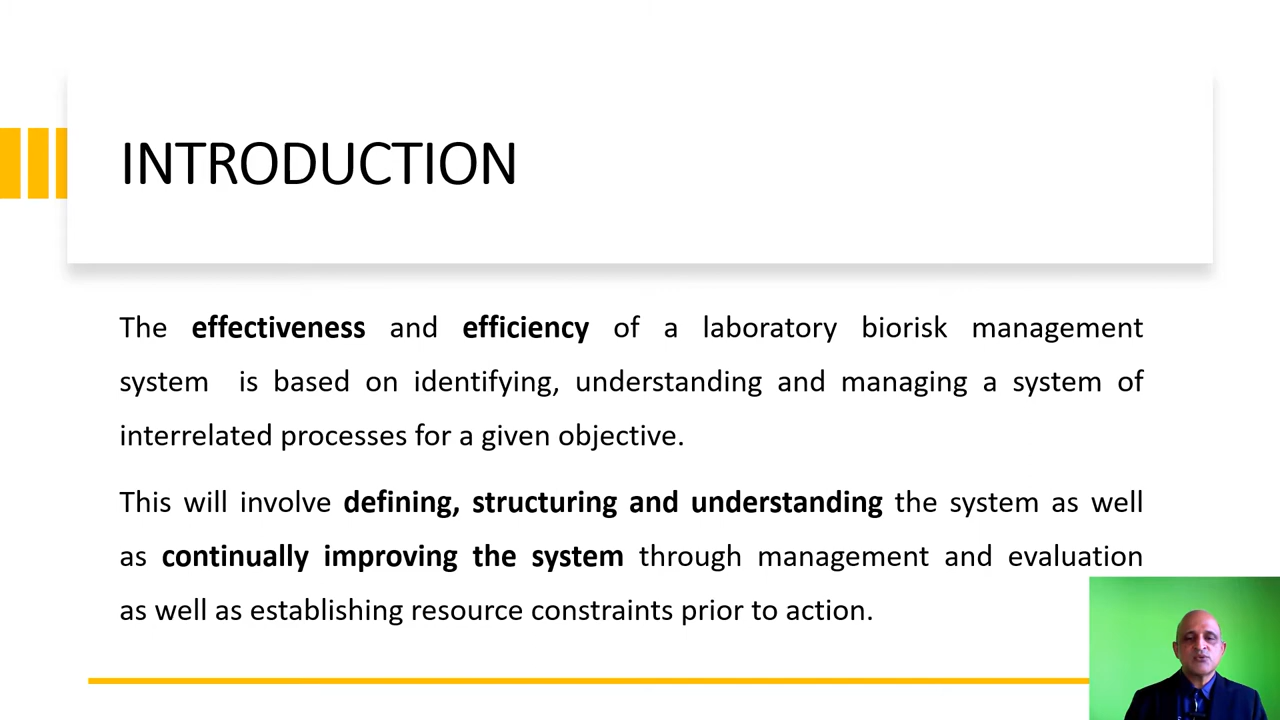 INTRODUCTION
The effectiveness and efficiency of a laboratory biorisk management
system is based on identifying, understanding and managing a system of
interrelated processes for a given objective.
This will involve defining, structuring and understanding the system as well
as continually improving the system through management and evaluation
as well as establishing resource constraints prior to action.